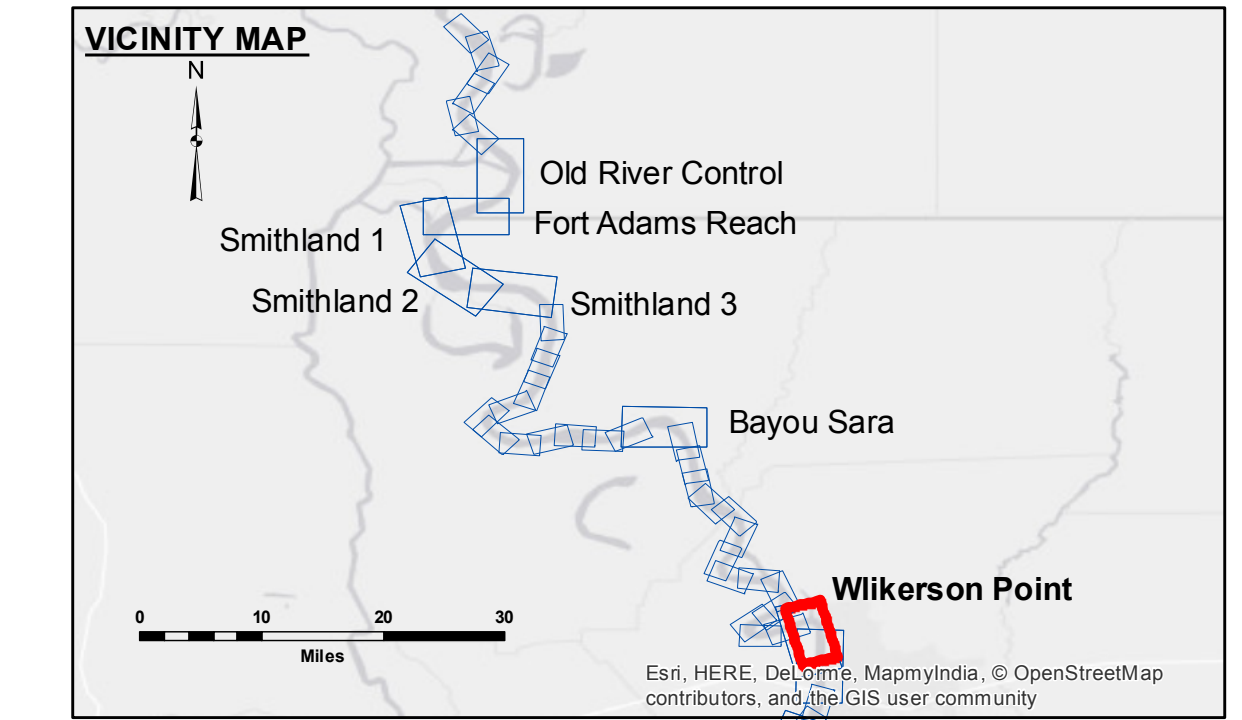 VICINITY MAP
N
Old River Control
Fort Adams Reach
Smithland 1
Smithland 2
Smithland 3
Bayou Sara
Wlikerson Point
0 10 20 30
Miles
Esri, HERE, DeLorme, MapmyIndia, © OpenStreetMap
contributors, and the GIS user community